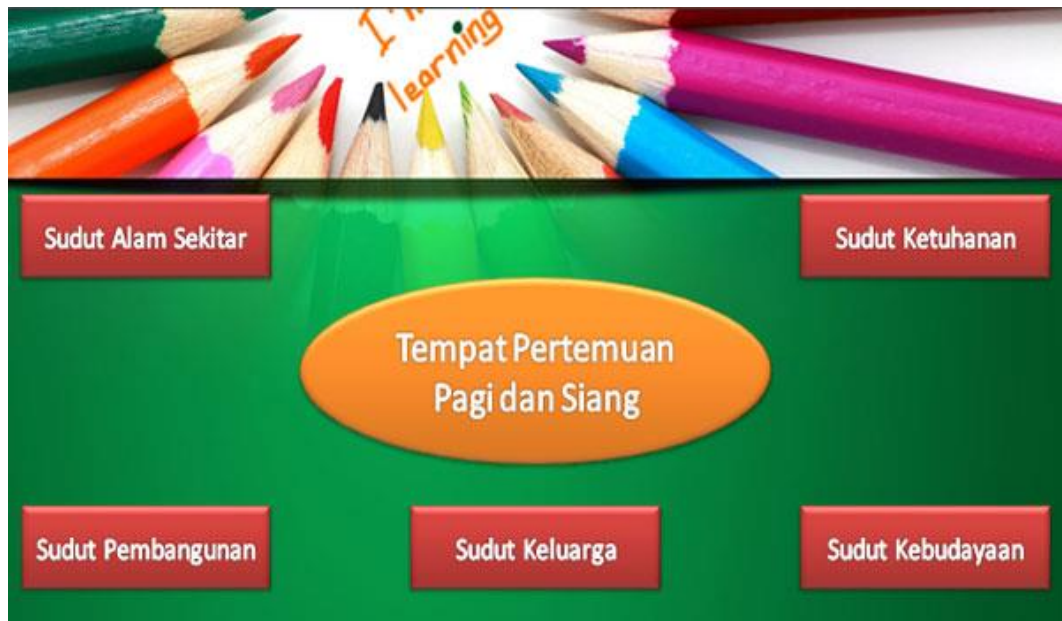 I'm
learning
Sudut Alam Sekitar
Sudut Ketuhanan
Tempat Pertemuan
Pagi dan Siang
Sudut Pembangunan
Sudut Keluarga
Sudut Kebudayaan